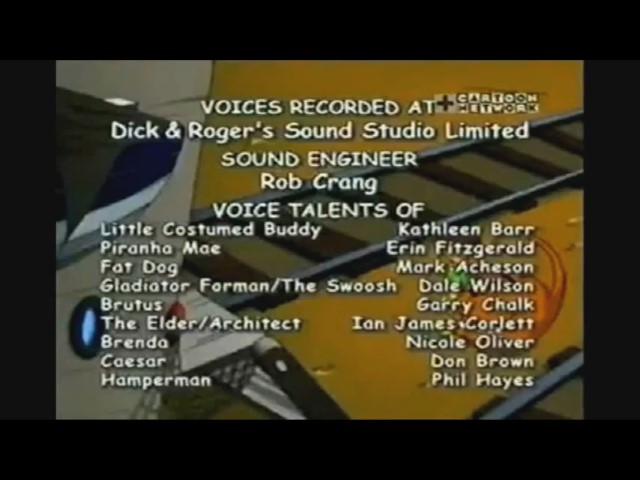 VOICES RECORDED AT
CARTOON NETWORK
Dick & Roger's Sound Studio Limited
SOUND ENGINEER
Rob Crang
VOICE TALENTS OF
Little Costumed Buddy Kathleen Barr
Piranha Mae Erin Fitzgerald
Fat Dog Mark Acheson
Gladiator Forman/The Swoosh Dale Wilson
Brutus Garry Chalk
The Elder/Architect Ian James Corlett
Brenda Nicole Oliver
Caesar Don Brown
Hamperman Phil Hayes